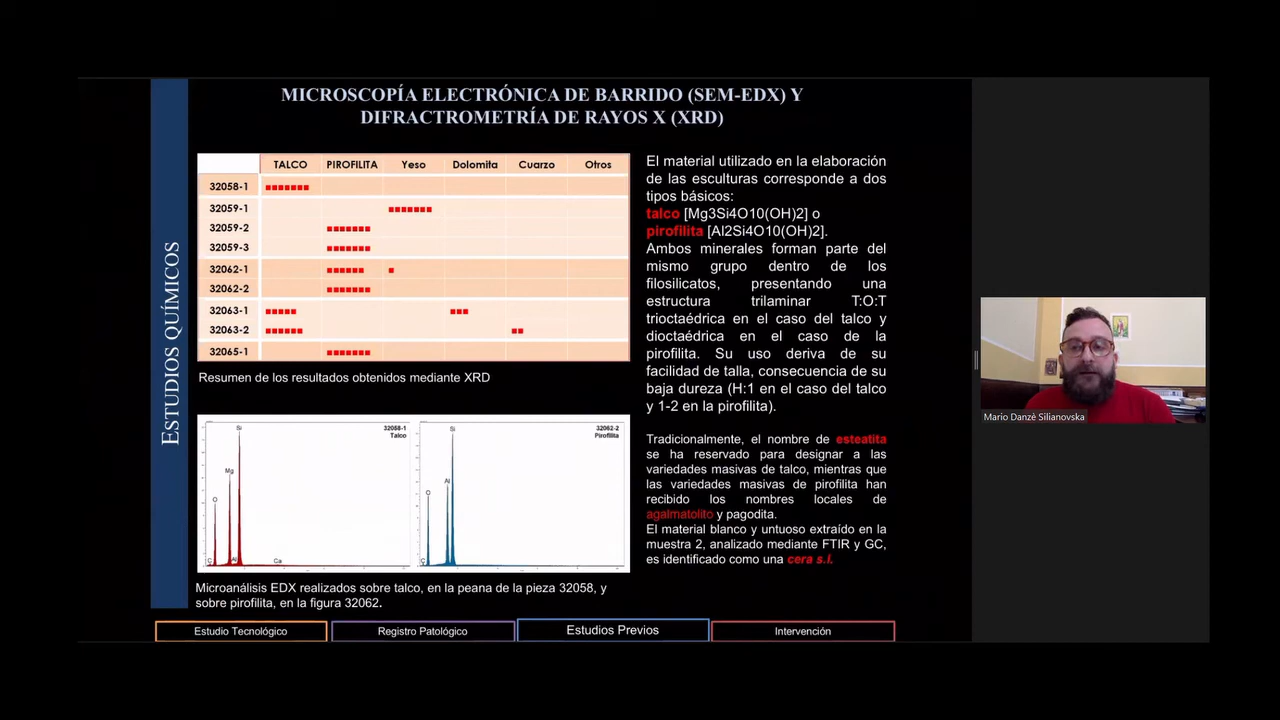 MICROSCOPÍA ELECTRÓNICA DE BARRIDO (SEM-EDX) Y
DIFRACTROMETRÍA DE RAYOS X (XRD)
ESTUDIOS QUÍMICOS
TALCO PIROFILITA Yeso Dolomita Cuarzo Otros
32058-1
32059-1
32059-2
32059-3
32062-1
32062-2
32063-1
32063-2
32065-1
Resumen de los resultados obtenidos mediante XRD
32058-1
Talco
Si
Mg
O
C
Al
Ca
32062-2
Pirofilita
Si
Al
O
C
Microanálisis EDX realizados sobre talco, en la peana de la pieza 32058, y
sobre pirofilita, en la figura 32062.
El material utilizado en la elaboración
de las esculturas corresponde a dos
tipos básicos:
talco [Mg3Si4O10(OH)2] o
pirofilita [Al2Si4O10(OH)2].
Ambos minerales forman parte del
mismo grupo dentro de los
filosilicatos, presentando una
estructura trilaminar T:O:T
trioctaédrica en el caso del talco y
dioctaédrica en el caso de la
pirofilita. Su uso deriva de su
facilidad de talla, consecuencia de su
baja dureza (H:1 en el caso del talco
y 1-2 en la pirofilita).
Tradicionalmente, el nombre de esteatita
se ha reservado para designar a las
variedades masivas de talco, mientras que
las variedades masivas de pirofilita han
recibido los nombres locales de
agalmatolito y pagodita.
El material blanco y untuoso extraído en la
muestra 2, analizado mediante FTIR y GC,
es identificado como una cera s.l.
Mario Danzè Silianovska
Estudio Tecnológico
Registro Patológico
Estudios Previos
Intervención